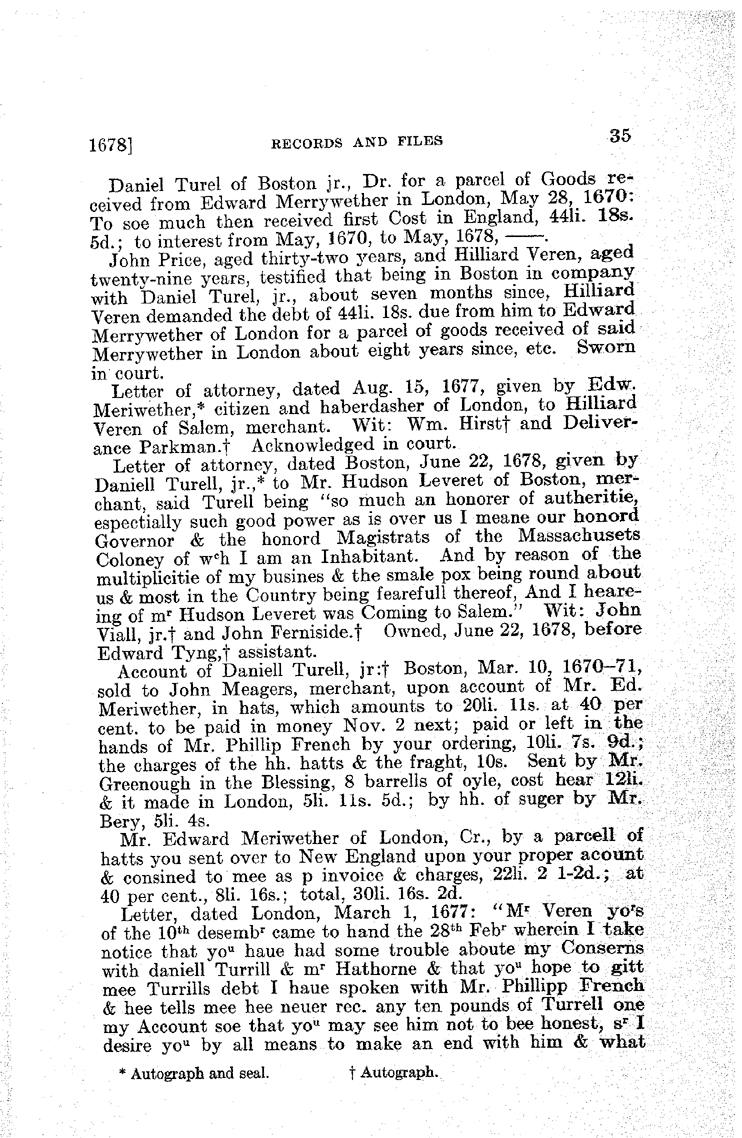 1678] RECORDS AND FILES 35
Daniel Turel of Boston jr., Dr. for a parcel of Goods re-
ceived from Edward Merrywether in London, May 28, 1670:
To soe much then received first Cost in England, 44li. 18s.
5d.; to interest from May, 1670, to May, 1678, ——.
John Price, aged thirty-two years, and Hilliard Veren, aged
twenty-nine years, testified that being in Boston in company
with Daniel Turel, jr., about seven months since, Hilliard
Veren demanded the debt of 44li. 18s. due from him to Edward
Merrywether of London for a parcel of goods received of said
Merrywether in London about eight years since, etc. Sworn
in court.
Letter of attorney, dated Aug. 15, 1677, given by Edw.
Meriwether,* citizen and haberdasher of London, to Hilliard
Veren of Salem, merchant. Wit: Wm. Hirst† and Deliver-
ance Parkman.† Acknowledged in court.
Letter of attorney, dated Boston, June 22, 1678, given by
Daniell Turell, jr.,* to Mr. Hudson Leveret of Boston, mer-
chant, said Turell being "so much an honorer of autheritie,
espectially such good power as is over us I meane our honord
Governor & the honord Magistrats of the Massachusets
Coloney of wᶜh I am an Inhabitant. And by reason of the
multiplicitie of my busines & the smale pox being round about
us & most in the Country being fearefull thereof, And I heare-
ing of mʳ Hudson Leveret was Coming to Salem." Wit: John
Viall, jr.† and John Ferniside.† Owned, June 22, 1678, before
Edward Tyng,† assistant.
Account of Daniell Turell, jr:† Boston, Mar. 10, 1670–71,
sold to John Meagers, merchant, upon account of Mr. Ed.
Meriwether, in hats, which amounts to 20li. 11s. at 40 per
cent. to be paid in money Nov. 2 next; paid or left in the
hands of Mr. Phillip French by your ordering, 10li. 7s. 9d.;
the charges of the hh. hatts & the fraght, 10s. Sent by Mr.
Greenough in the Blessing, 8 barrells of oyle, cost hear 12li.
& it made in London, 5li. 11s. 5d.; by hh. of suger by Mr.
Bery, 5li. 4s.
Mr. Edward Meriwether of London, Cr., by a parcell of
hatts you sent over to New England upon your proper acount
& consined to mee as p invoice & charges, 22li. 2 1-2d.; at
40 per cent., 8li. 16s.; total, 30li. 16s. 2d.
Letter, dated London, March 1, 1677: "Mʳ Veren yoʳs
of the 10ᵗʰ desembʳ came to hand the 28ᵗʰ Febʳ wherein I take
notice that yoᵘ haue had some trouble aboute my Conserns
with daniell Turrill & mʳ Hathorne & that yoᵘ hope to gitt
mee Turrills debt I haue spoken with Mr. Phillipp French
& hee tells mee hee neuer rec. any ten pounds of Turrell one
my Account soe that yoᵘ may see him not to bee honest, sʳ I
desire yoᵘ by all means to make an end with him & what
* Autograph and seal. † Autograph.